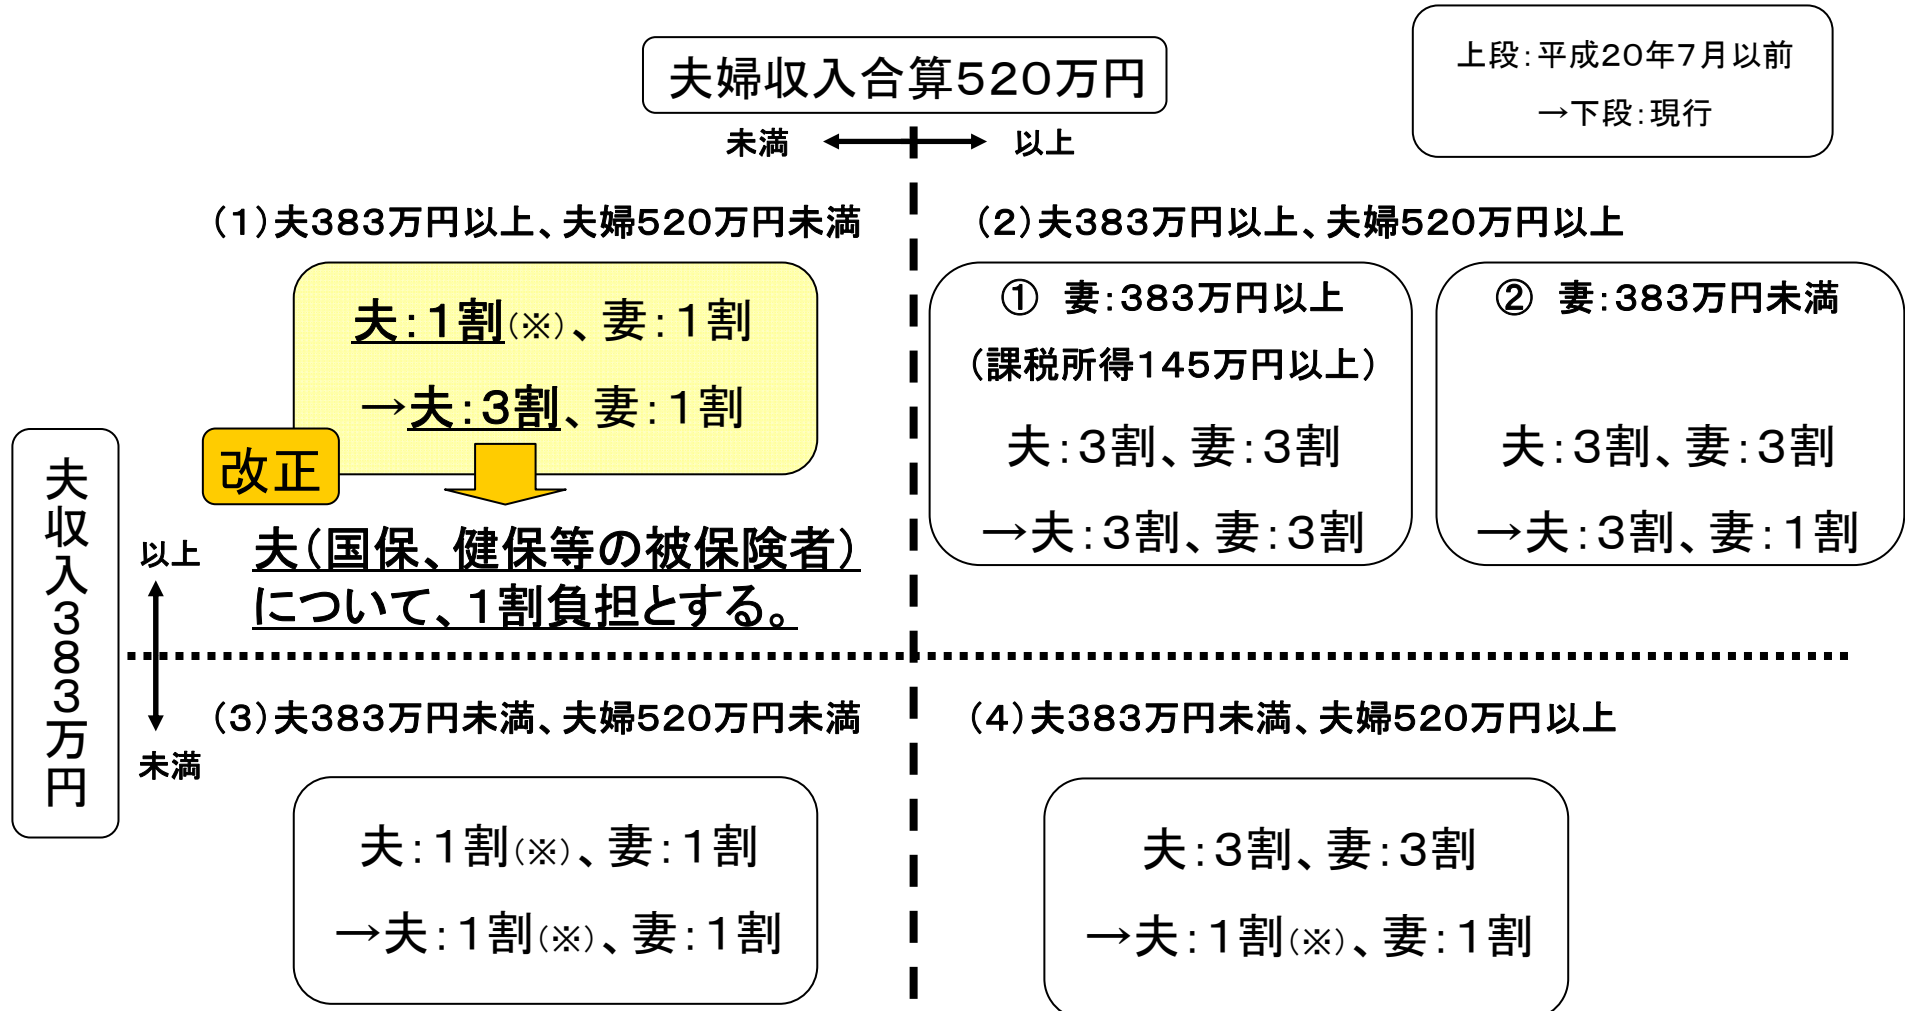 夫婦収入合算520万円
上段：平成20年7月以前
→下段：現行
未満
以上
(1)夫383万円以上、夫婦520万円未満
夫：1割(※)、妻：1割
→夫：3割、妻：1割
改正
夫(国保、健保等の被保険者)
について、1割負担とする。
(2)夫383万円以上、夫婦520万円以上
① 妻：383万円以上
(課税所得145万円以上)
夫：3割、妻：3割
→夫：3割、妻：3割
② 妻：383万円未満
夫：3割、妻：3割
→夫：3割、妻：1割
夫収入383万円
以上
未満
(3)夫383万円未満、夫婦520万円未満
夫：1割(※)、妻：1割
→夫：1割(※)、妻：1割
(4)夫383万円未満、夫婦520万円以上
夫：3割、妻：3割
→夫：1割(※)、妻：1割